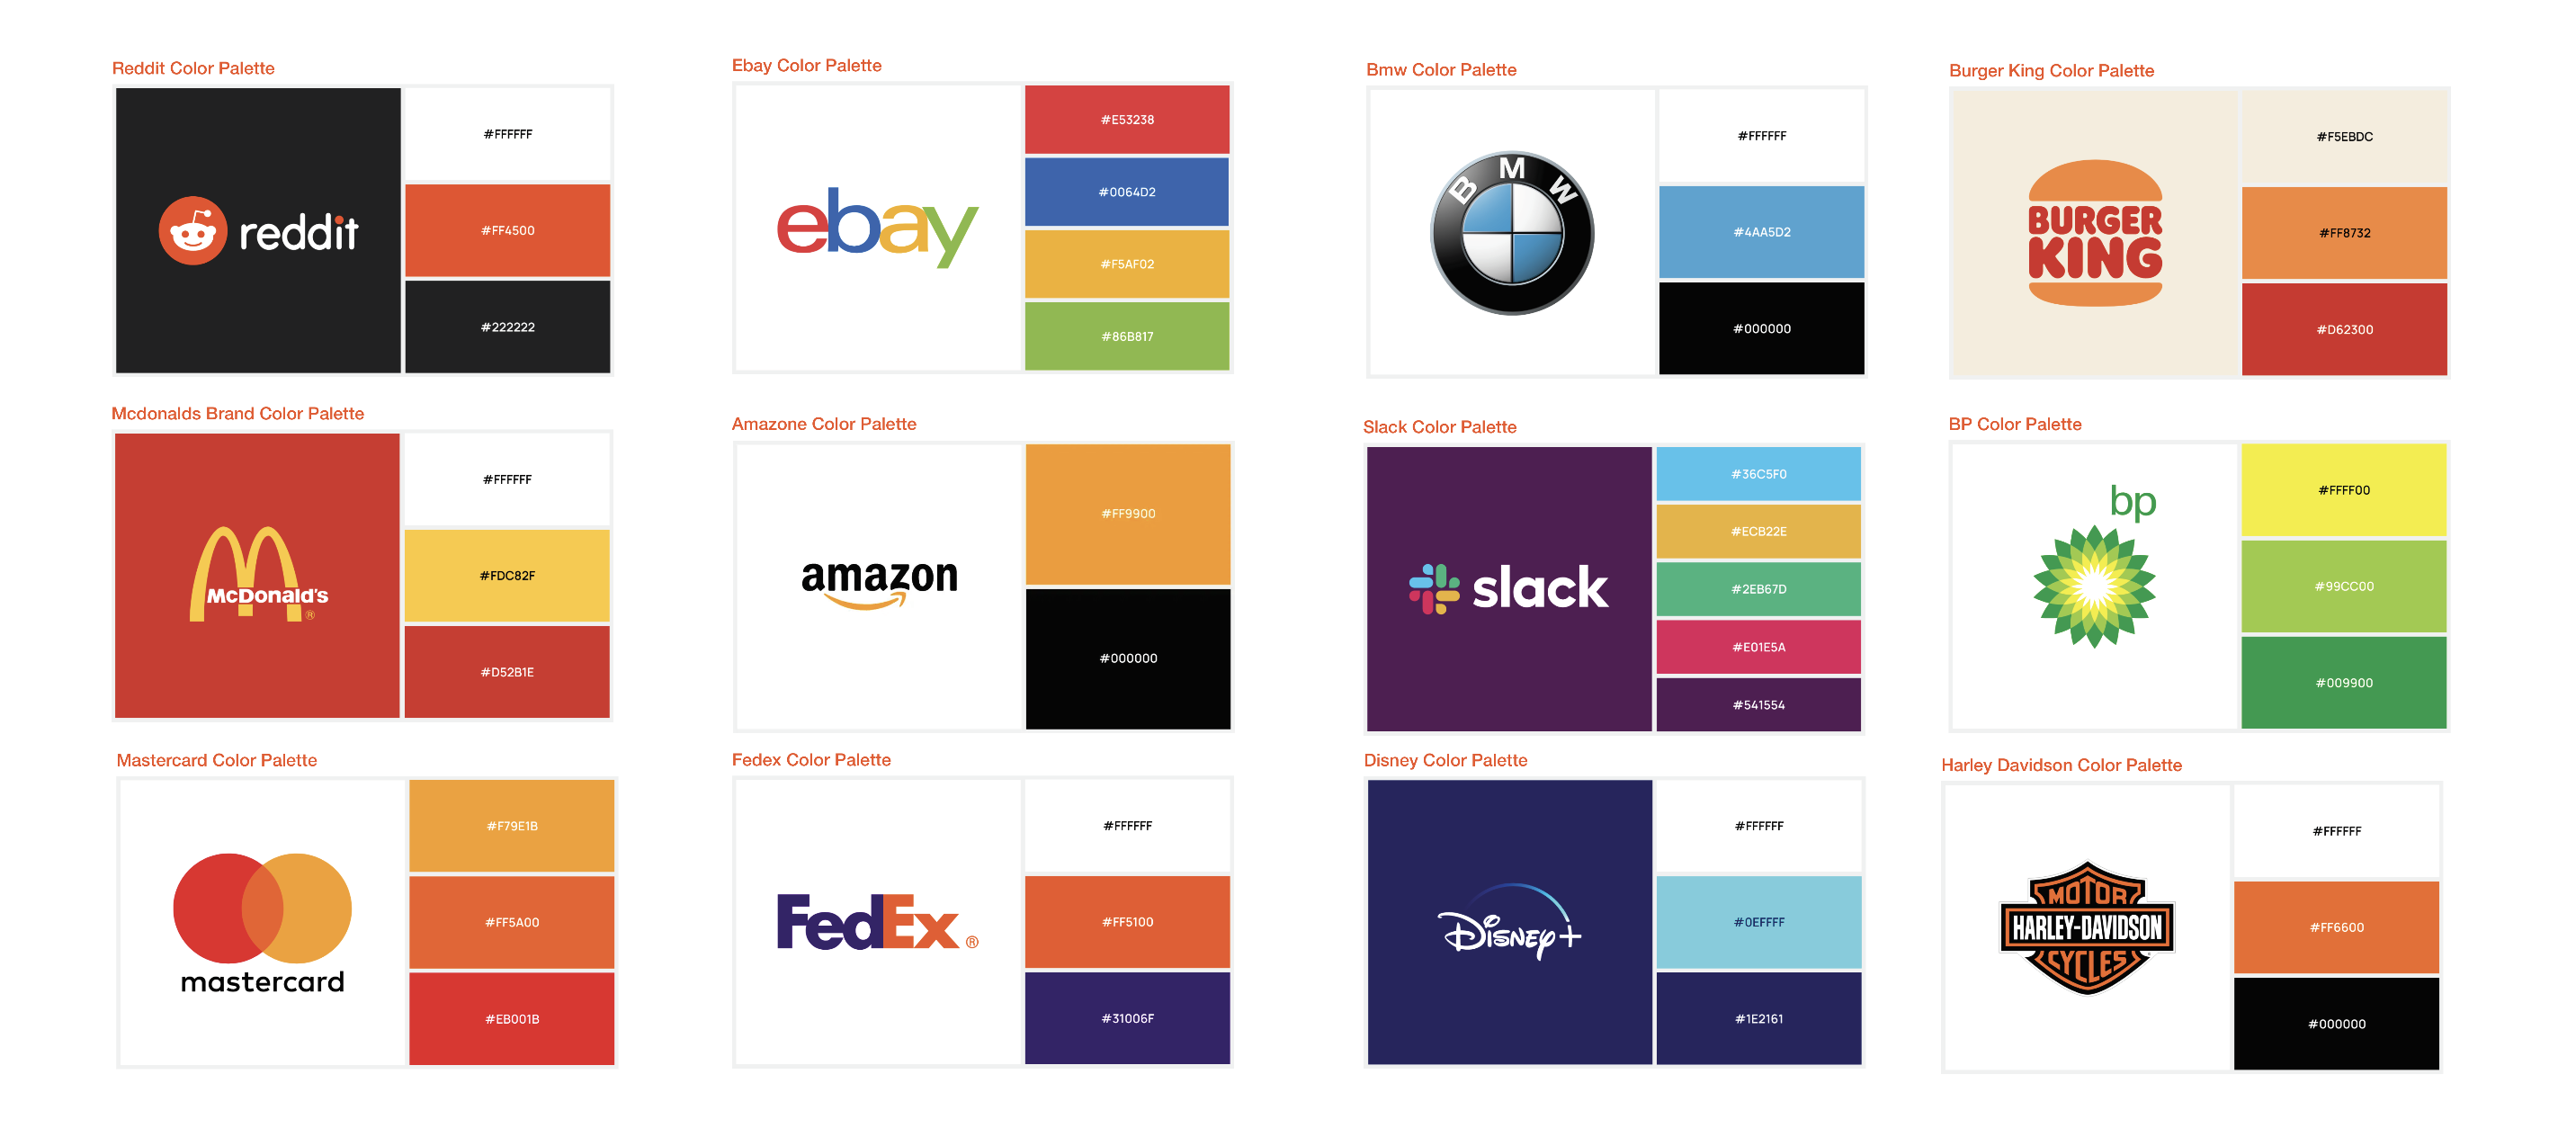 Reddit Color Palette
reddit
#FFFFFF
#FF4500
#222222
Ebay Color Palette
ebay
#E53238
#0064D2
#F5AF02
#86B817
Bmw Color Palette
BMW
#FFFFFF
#4AA5D2
#000000
Burger King Color Palette
BURGER
KING
#F5EBDC
#FF8732
#D62300
Mcdonalds Brand Color Palette
McDonald's
®
#FFFFFF
#FDC82F
#D52B1E
Amazone Color Palette
amazon
#FF9900
#000000
Slack Color Palette
slack
#36C5F0
#ECB22E
#2EB67D
#E01E5A
#541554
BP Color Palette
bp
#FFFF00
#99CC00
#009900
Mastercard Color Palette
mastercard
#F79E1B
#FF5A00
#EB001B
Fedex Color Palette
FedEx ®
#FFFFFF
#FF5100
#31006F
Disney Color Palette
Disney+
#FFFFFF
#0EFFFF
#1E2161
Harley Davidson Color Palette
MOTOR
HARLEY-DAVIDSON
CYCLES
#FFFFFF
#FF6600
#000000